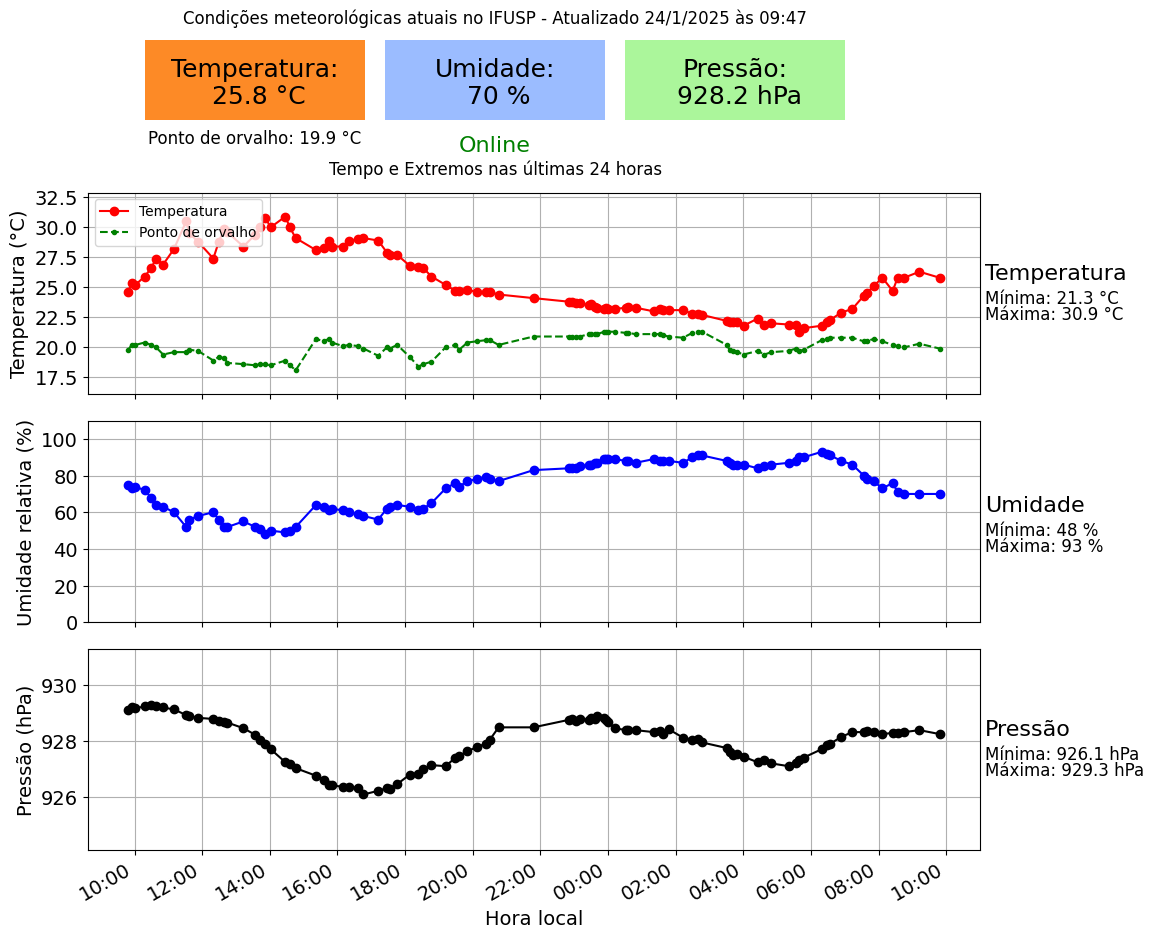 Condições meteorológicas atuais no IFUSP - Atualizado 24/1/2025 às 09:47
Temperatura:
25.8 °C
Umidade:
70 %
Pressão:
928.2 hPa
Ponto de orvalho: 19.9 °C
Online
Tempo e Extremos nas últimas 24 horas
Temperatura (°C)
32.5
30.0
27.5
25.0
22.5
20.0
17.5
Temperatura
Ponto de orvalho
Temperatura
Mínima: 21.3 °C
Máxima: 30.9 °C
Umidade relativa (%)
100
80
60
40
20
0
Umidade
Mínima: 48 %
Máxima: 93 %
Pressão (hPa)
930
928
926
Pressão
Mínima: 926.1 hPa
Máxima: 929.3 hPa
10:00
12:00
14:00
16:00
18:00
20:00
22:00
00:00
02:00
04:00
06:00
08:00
10:00
Hora local